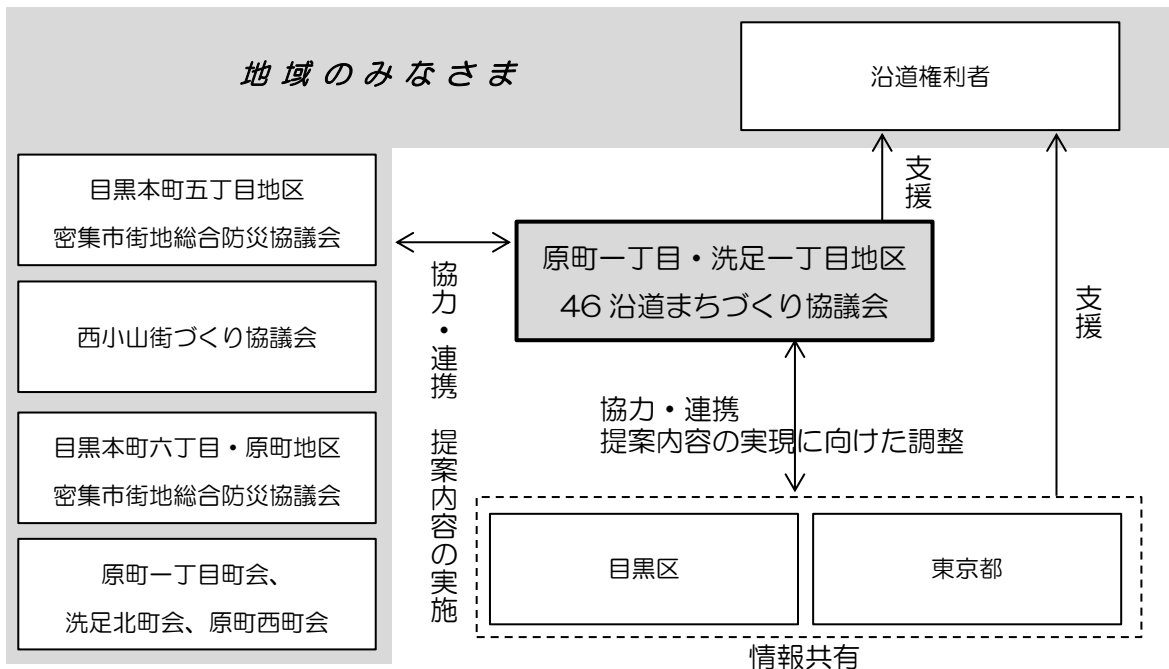 地域のみなさま
沿道権利者
目黒本町五丁目地区
密集市街地総合防災協議会
西小山街づくり協議会
目黒本町六丁目・原町地区
密集市街地総合防災協議会
原町一丁目町会、
洗足北町会、原町西町会
協力・連携　提案内容の実施
支援
原町一丁目・洗足一丁目地区
46 沿道まちづくり協議会
支援
協力・連携
提案内容の実現に向けた調整
目黒区
東京都
情報共有